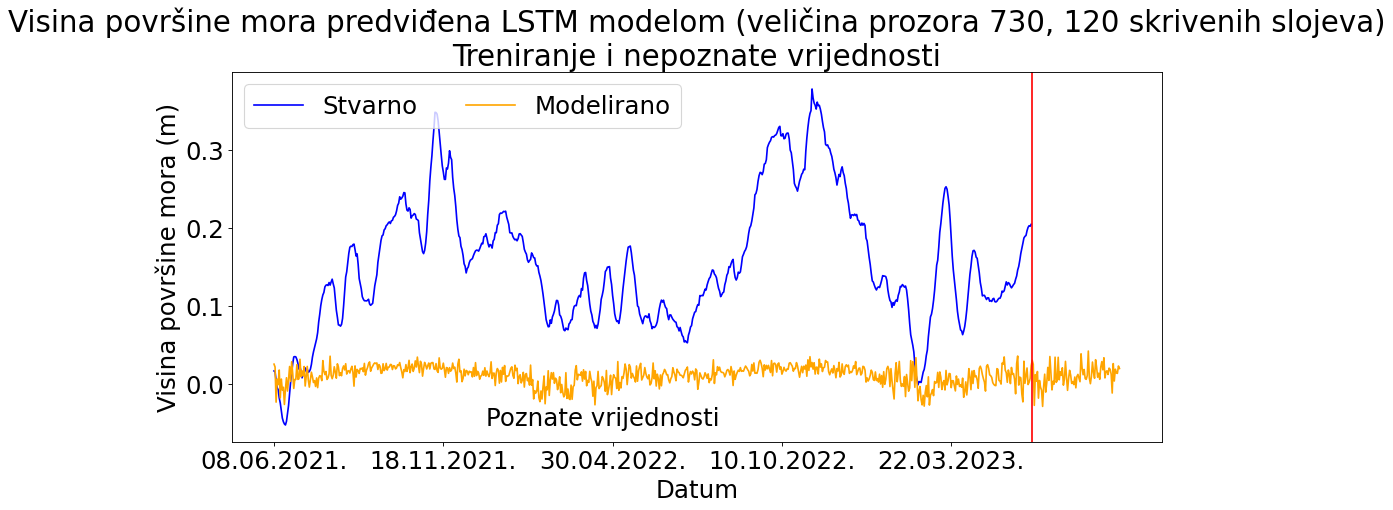 Visina površine mora predviđena LSTM modelom (veličina prozora 730, 120 skrivenih slojeva)
Treniranje i nepoznate vrijednosti
Stvarno
Modelirano
Visina površine mora (m)
0.3
0.2
0.1
0.0
Poznate vrijednosti
08.06.2021.
18.11.2021.
30.04.2022.
10.10.2022.
22.03.2023.
Datum